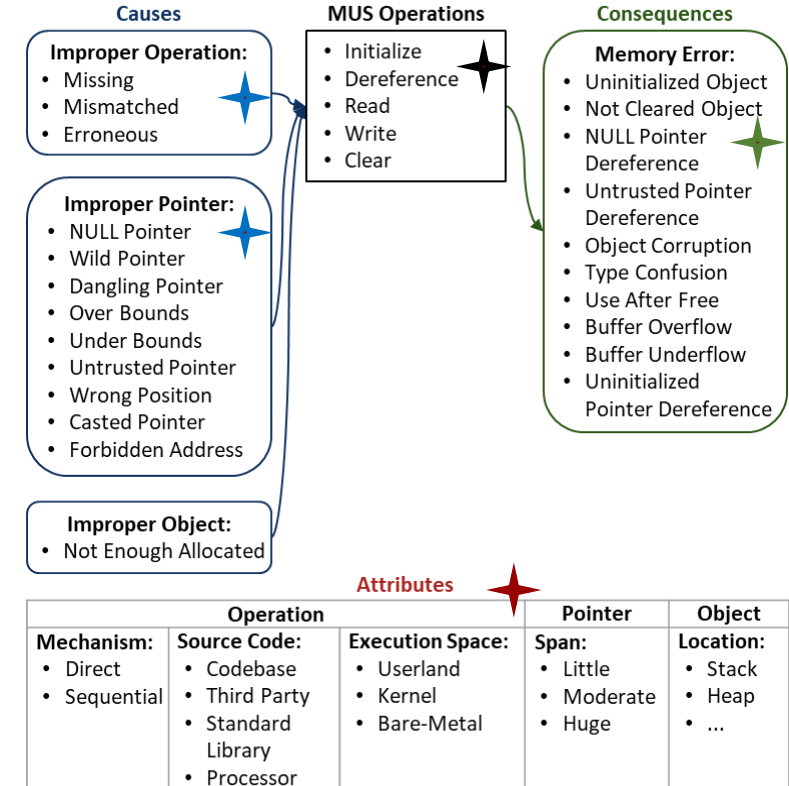 Causes
Improper Operation:
• Missing
• Mismatched
• Erroneous
Improper Pointer:
• NULL Pointer
• Wild Pointer
• Dangling Pointer
• Over Bounds
• Under Bounds
• Untrusted Pointer
• Wrong Position
• Casted Pointer
• Forbidden Address
Improper Object:
• Not Enough Allocated
MUS Operations
• Initialize
• Dereference
• Read
• Write
• Clear
Consequences
Memory Error:
• Uninitialized Object
• Not Cleared Object
• NULL Pointer
Dereference
• Untrusted Pointer
Dereference
• Object Corruption
• Type Confusion
• Use After Free
• Buffer Overflow
• Buffer Underflow
• Uninitialized
Pointer Dereference
Attributes
Operation
Pointer
Object
Mechanism:
• Direct
• Sequential
Source Code:
• Codebase
• Third Party
• Standard
Library
• Processor
Execution Space:
• Userland
• Kernel
• Bare-Metal
Span:
• Little
• Moderate
• Huge
Location:
• Stack
• Heap
• ...